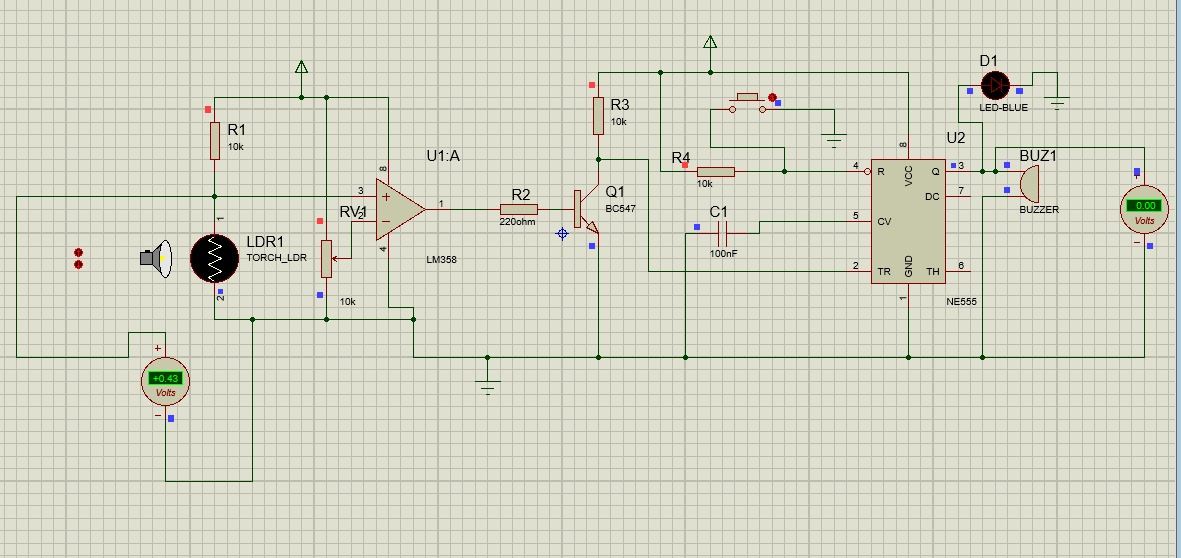 R1
10k
1
LDR1
TORCH_LDR
2
+
+0.43
Volts
−
RV1
10k
U1:A
8
3
+
2
−
1
4
LM358
R2
220ohm
R3
10k
Q1
BC547
R4
10k
C1
100nF
U2
8
VCC
4
R
Q
3
DC
7
5
CV
2
TR
GND
TH
6
1
NE555
D1
LED-BLUE
BUZ1
BUZZER
+
0.00
Volts
−